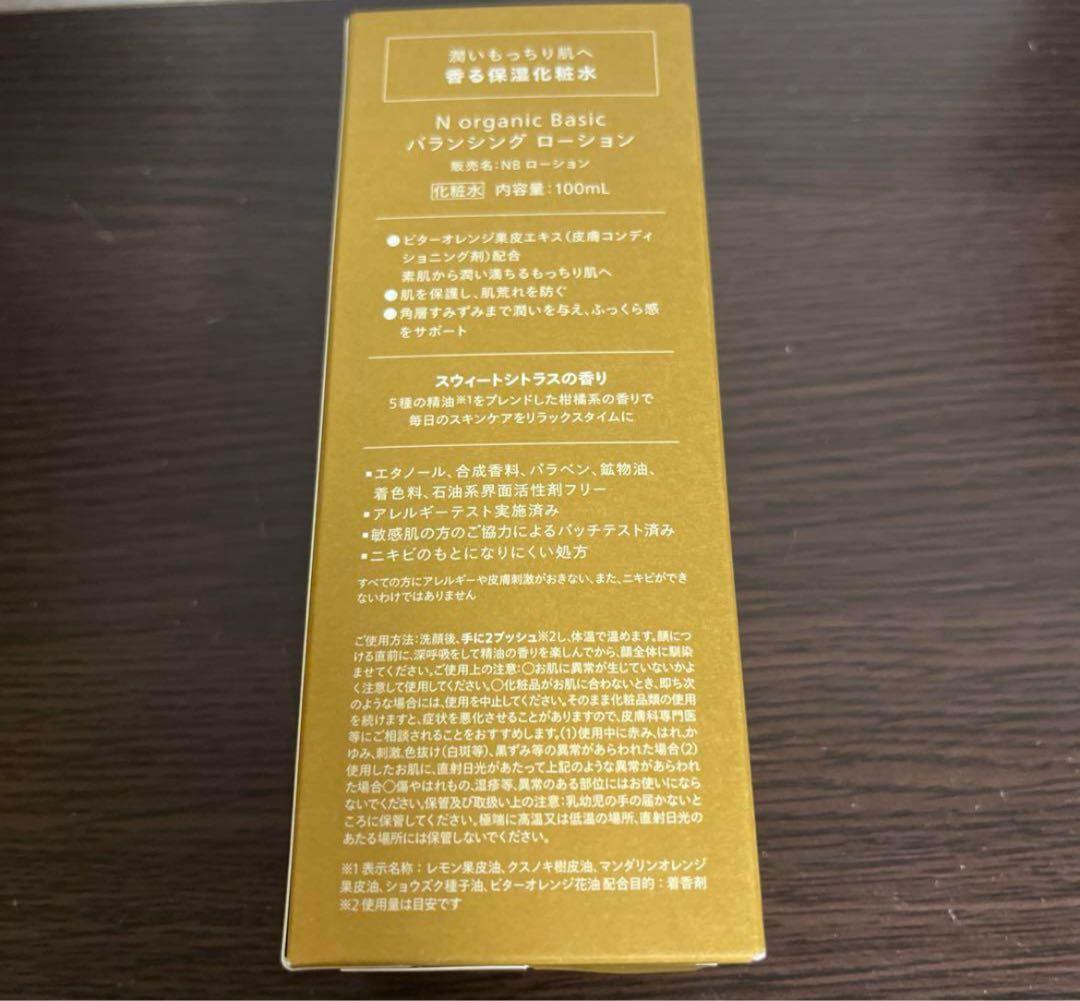 潤いもっちり肌へ
香る保湿化粧水
N organic Basic
バランシング ローション
販売名：NB ローション
化粧水 内容量：100mL
●ビターオレンジ果皮エキス（皮膚コンディ
ショニング剤）配合
素肌から潤い満ちるもっちり肌へ
●肌を保護し、肌荒れを防ぐ
●角層すみずみまで潤いを与え、ふっくら感
をサポート
スウィートシトラスの香り
5種の精油※1をブレンドした柑橘系の香りで
毎日のスキンケアをリラックスタイムに
▪エタノール、合成香料、パラベン、鉱物油、
着色料、石油系界面活性剤フリー
▪アレルギーテスト実施済み
▪敏感肌の方のご協力によるパッチテスト済み
▪ニキビのもとになりにくい処方
すべての方にアレルギーや皮膚刺激がおきない、また、ニキビができ
ないわけではありません
ご使用方法：洗顔後、手に2プッシュ※2し、体温で温めます。顔につ
ける直前に、深呼吸をして精油の香りを楽しんでから、顔全体に馴染
ませてください。ご使用上の注意：○お肌に異常が生じていないかよ
く注意して使用してください。○化粧品がお肌に合わないとき、即ち次
のような場合には、使用を中止してください。そのまま化粧品類の使用
を続けますと、症状を悪化させることがありますので、皮膚科専門医
等にご相談されることをおすすめします。(1)使用中に赤み、はれ、か
ゆみ、刺激、色抜け（白斑等）、黒ずみ等の異常があらわれた場合(2)
使用したお肌に、直射日光があたって上記のような異常があらわれ
た場合○傷やはれもの、湿疹等、異常のある部位にはお使いになら
ないでください。保管及び取扱い上の注意：乳幼児の手の届かないと
ころに保管してください。極端に高温又は低温の場所、直射日光の
あたる場所には保管しないでください。
※1 表示名称：レモン果皮油、クスノキ樹皮油、マンダリンオレンジ
果皮油、ショウズク種子油、ビターオレンジ花油 配合目的：着香剤
※2 使用量は目安です